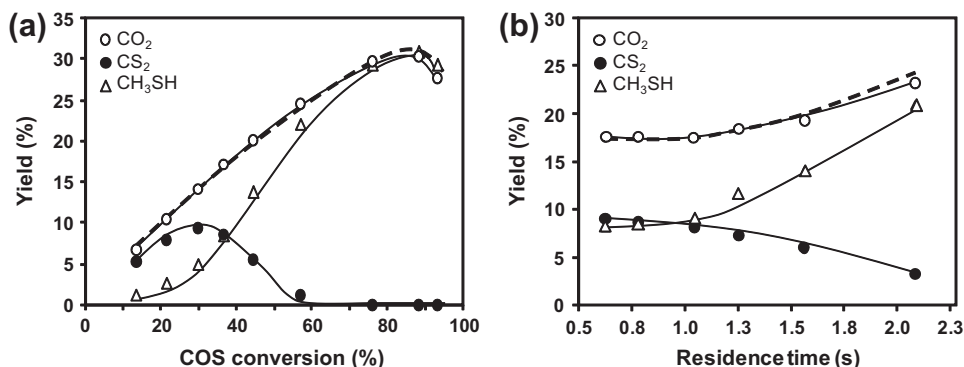 (a)
35
30
25
20
15
10
5
0
Yield (%)
CO₂
CS₂
CH₃SH
0 20 40 60 80 100
COS conversion (%)
(b)
35
30
25
20
15
10
5
0
Yield (%)
CO₂
CS₂
CH₃SH
0.5 0.8 1.0 1.3 1.5 1.8 2.0 2.3
Residence time (s)